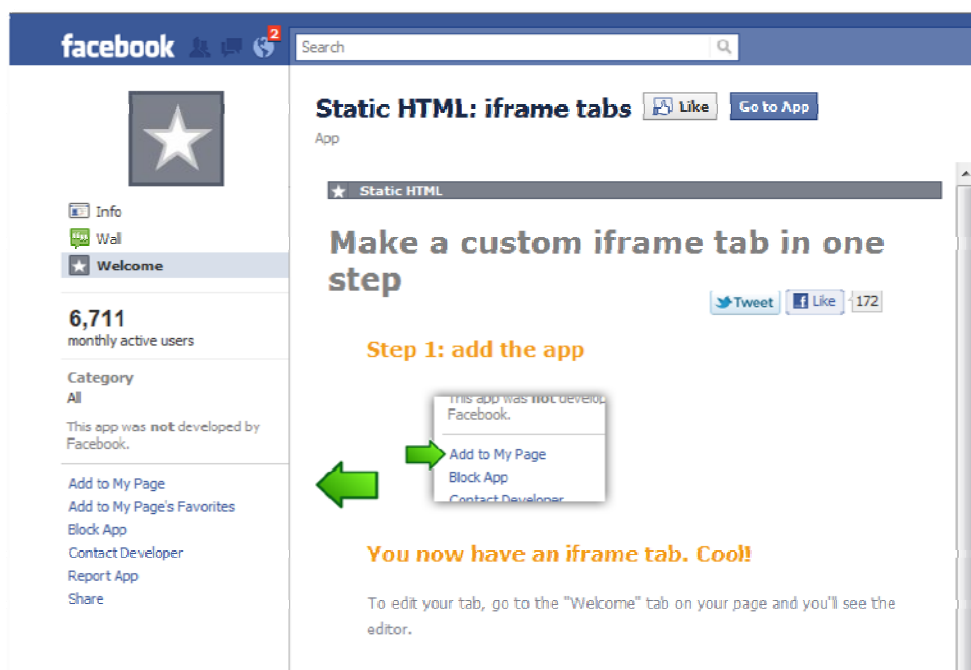 facebook
2
Search
Static HTML: iframe tabs
Like
Go to App
App
Info
Wall
Welcome
6,711
monthly active users
Category
All
This app was not developed by
Facebook.
Add to My Page
Add to My Page's Favorites
Block App
Contact Developer
Report App
Share
Static HTML
Make a custom iframe tab in one
step
Tweet
Like
172
Step 1: add the app
This app was not develop
Facebook.
Add to My Page
Block App
Contact Developer
You now have an iframe tab. Cool!
To edit your tab, go to the "Welcome" tab on your page and you'll see the
editor.